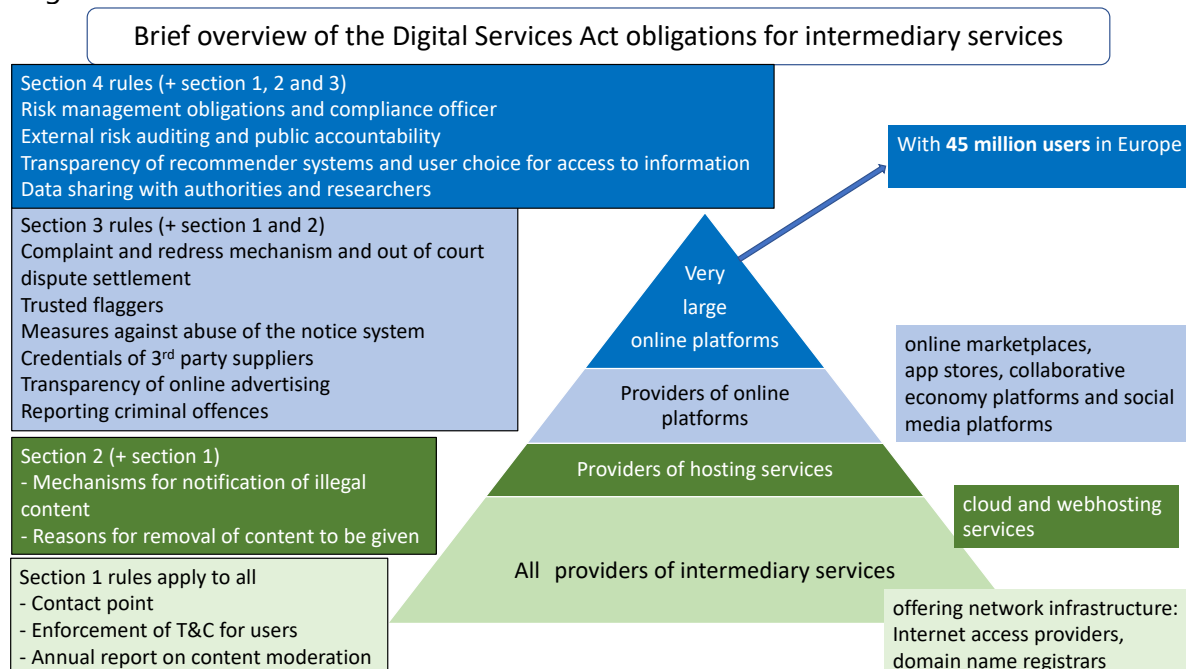 Brief overview of the Digital Services Act obligations for intermediary services
Section 4 rules (+ section 1, 2 and 3)
Risk management obligations and compliance officer
External risk auditing and public accountability
Transparency of recommender systems and user choice for access to information
Data sharing with authorities and researchers
With 45 million users in Europe
Section 3 rules (+ section 1 and 2)
Complaint and redress mechanism and out of court
dispute settlement
Trusted flaggers
Measures against abuse of the notice system
Credentials of 3rd party suppliers
Transparency of online advertising
Reporting criminal offences
Very
large
online platforms
Providers of online
platforms
online marketplaces,
app stores, collaborative
economy platforms and social
media platforms
Section 2 (+ section 1)
- Mechanisms for notification of illegal
content
- Reasons for removal of content to be given
Providers of hosting services
cloud and webhosting
services
Section 1 rules apply to all
- Contact point
- Enforcement of T&C for users
- Annual report on content moderation
All providers of intermediary services
offering network infrastructure:
Internet access providers,
domain name registrars